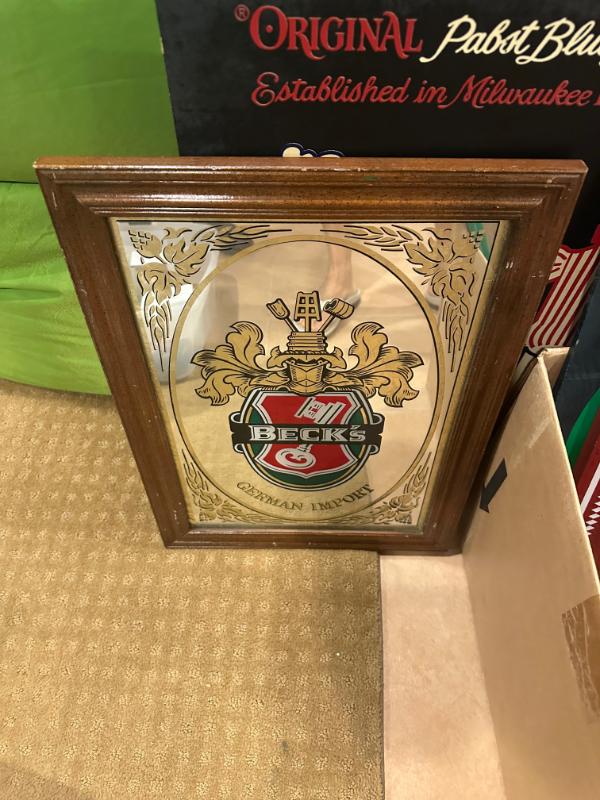 ® ORIGINAL Pabst Blu
Established in Milwaukee
BECK'S
GERMAN IMPORT